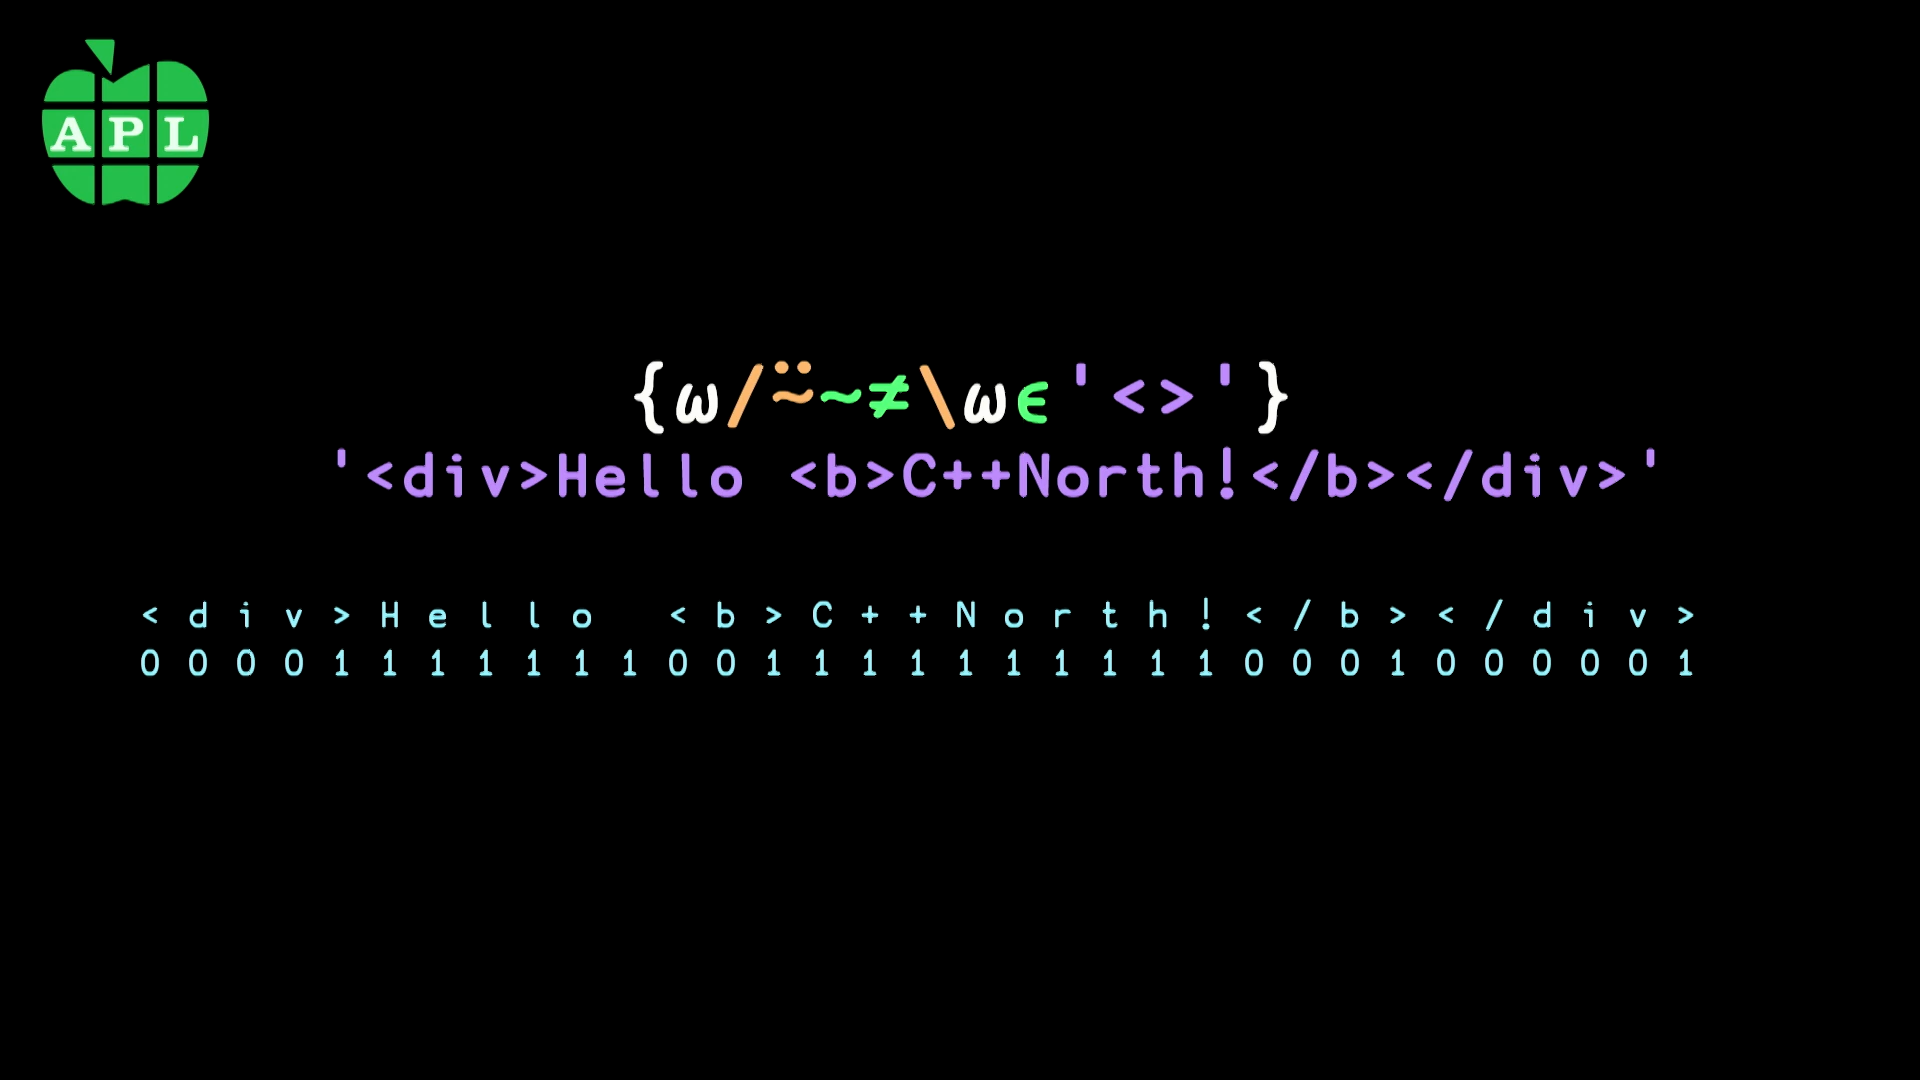 APL
{ω/⍨~≠\ω∊'<>'}
'<div>Hello <b>C++North!</b></div>'
< d i v > H e l l o   < b > C + + N o r t h ! < / b > < / d i v >
0 0 0 0 1 1 1 1 1 1 1 0 0 1 1 1 1 1 1 1 1 1 1 0 0 0 1 0 0 0 0 0 1